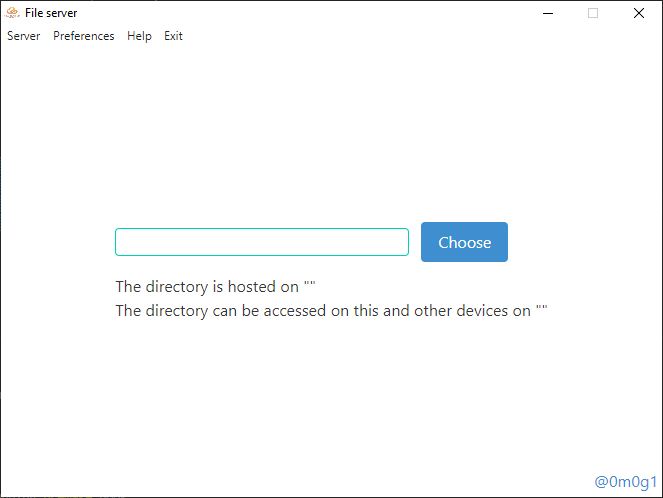 File server
Server Preferences Help Exit
Choose
The directory is hosted on ""
The directory can be accessed on this and other devices on ""
@0m0g1